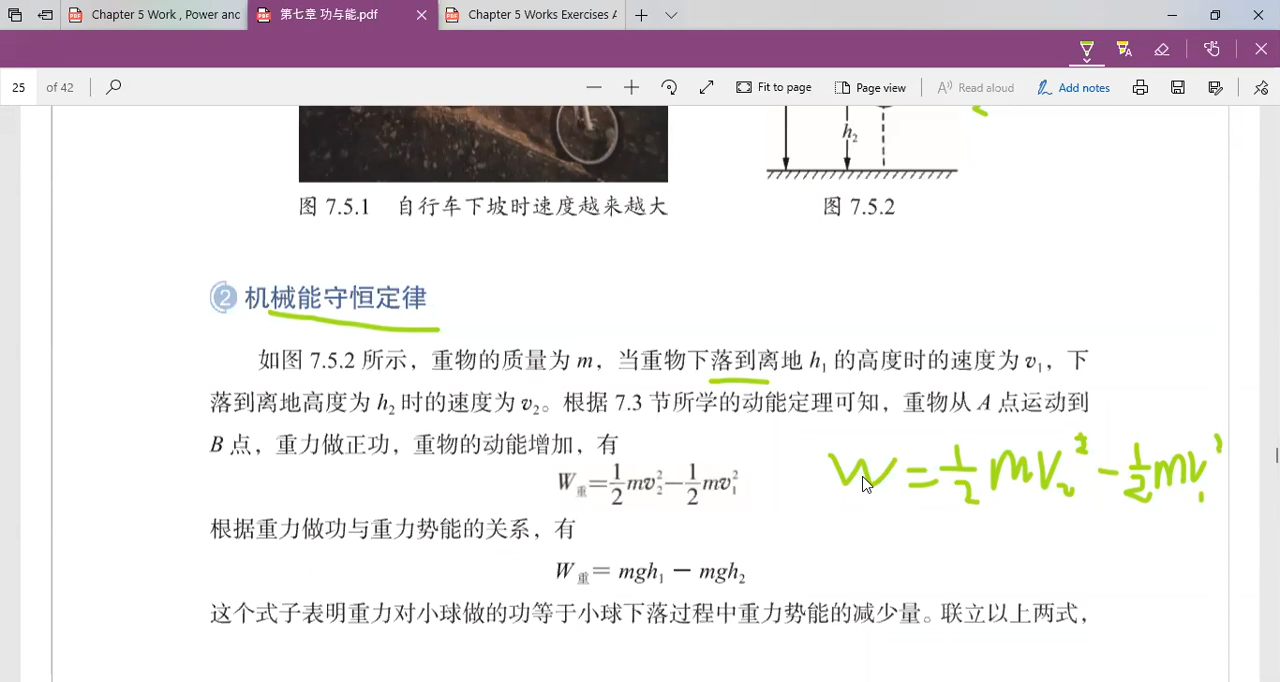 Chapter 5 Work , Power anc
第七章 功与能.pdf
Chapter 5 Works Exercises A
25 of 42
Fit to page
Page view
Read aloud
Add notes
h₂
图 7.5.1 自行车下坡时速度越来越大
图 7.5.2
2 机械能守恒定律
如图 7.5.2 所示，重物的质量为 m，当重物下落到离地 h₁ 的高度时的速度为 v₁，下
落到离地高度为 h₂ 时的速度为 v₂。根据 7.3 节所学的动能定理可知，重物从 A 点运动到
B 点，重力做正功，重物的动能增加，有
W重=1/2 mv₂²−1/2 mv₁²
W = 1/2 mV₂² − 1/2 mv₁²
根据重力做功与重力势能的关系，有
W重= mgh₁ − mgh₂
这个式子表明重力对小球做的功等于小球下落过程中重力势能的减少量。联立以上两式，